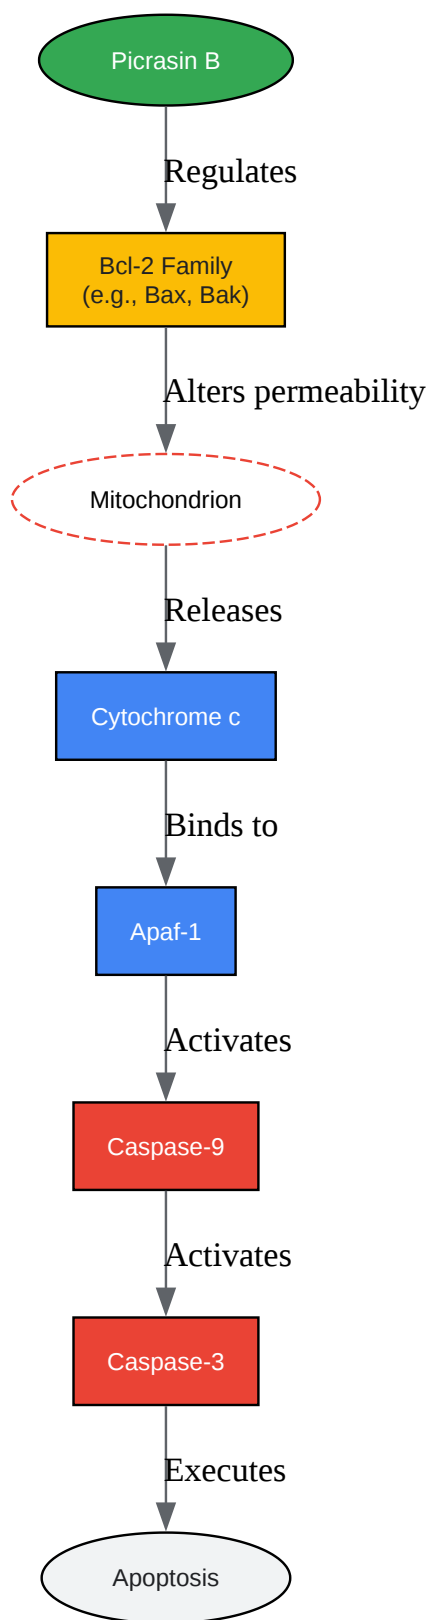 Picrasin B
Regulates
Bcl-2 Family
(e.g., Bax, Bak)
Alters permeability
Mitochondrion
Releases
Cytochrome c
Binds to
Apaf-1
Activates
Caspase-9
Activates
Caspase-3
Executes
Apoptosis